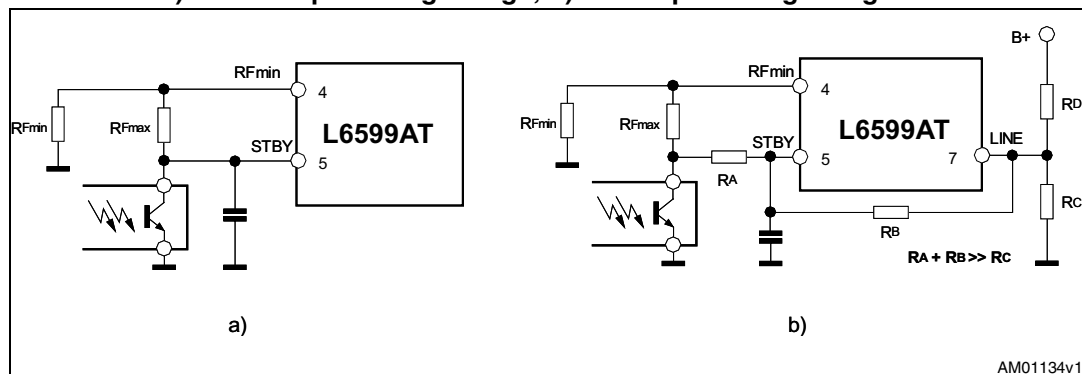 RFmin
4
RFmin
RFmax
L6599AT
STBY
5
a)
B+
RFmin
4
RD
RFmin
RFmax
L6599AT
STBY
LINE
5
7
RA
RC
RB
RA + RB >> RC
b)
AM01134v1